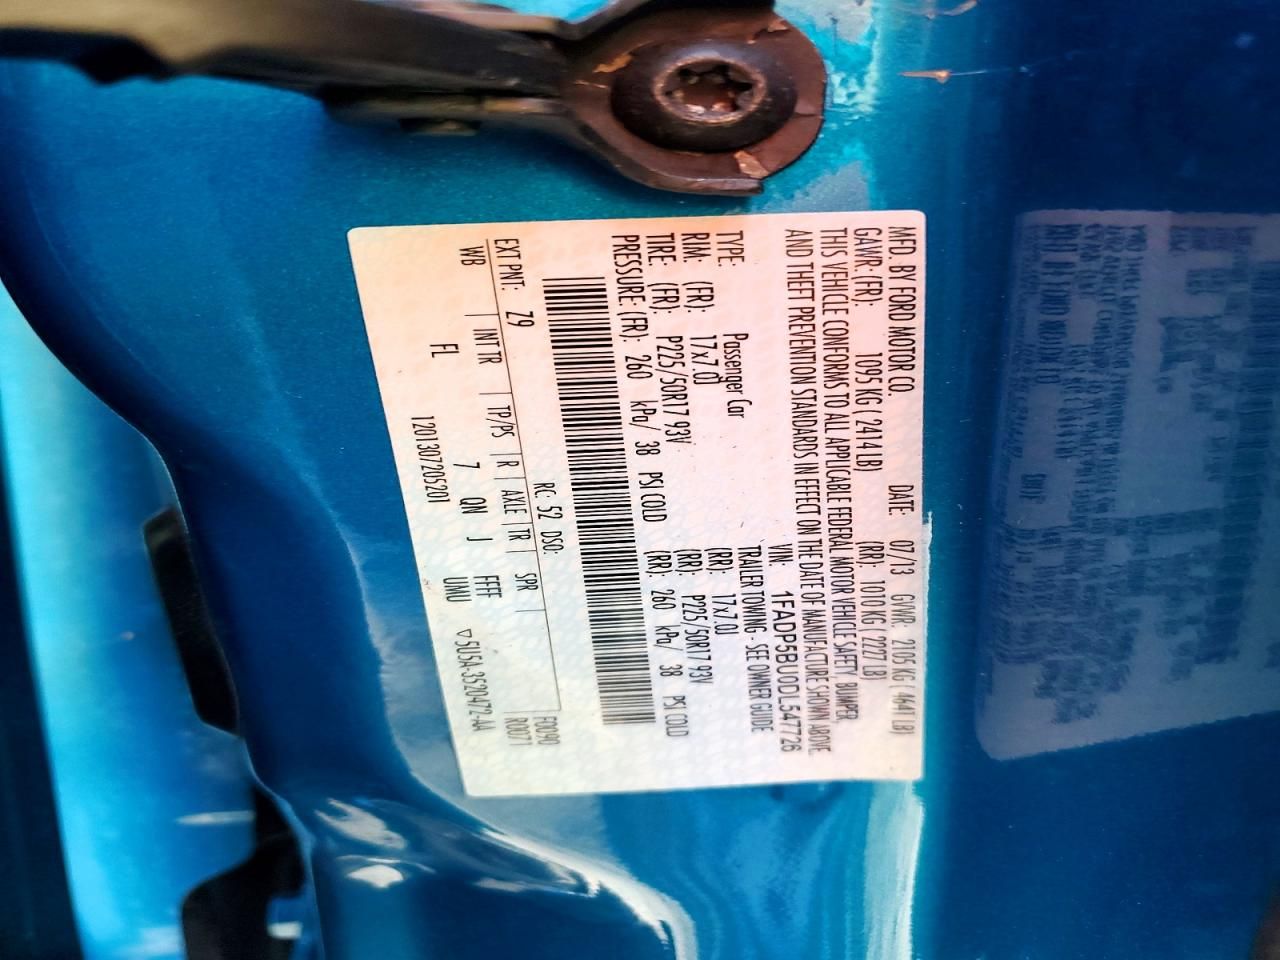 MFD. BY FORD MOTOR CO. DATE: 07/13 GVWR: 2105 KG ( 4641 LB)
GAWR: (FR): 1095 KG ( 2414 LB) (RR): 1010 KG ( 2227 LB)
THIS VEHICLE CONFORMS TO ALL APPLICABLE FEDERAL MOTOR VEHICLE SAFETY, BUMPER,
AND THEFT PREVENTION STANDARDS IN EFFECT ON THE DATE OF MANUFACTURE SHOWN ABOVE.
VIN: 1FADP5BU0DL547726
TYPE: Passenger Car TRAILER TOWING - SEE OWNER GUIDE
RIM: (FR): 17x7.0J (RR): 17x7.0J
TIRE: (FR): P225/50R17 93V (RR): P225/50R17 93V
PRESSURE: (FR): 260 kPa/ 38 PSI COLD (RR): 260 kPa/ 38 PSI COLD
EXT PNT: Z9 RC: 52 DSO: F0090
WB | INT TR | TP/PS | R | AXLE | TR | SPR | R0071
FL 7 QN J FFFF
1201307205201 UMU ▽5U5A-3520472-AA